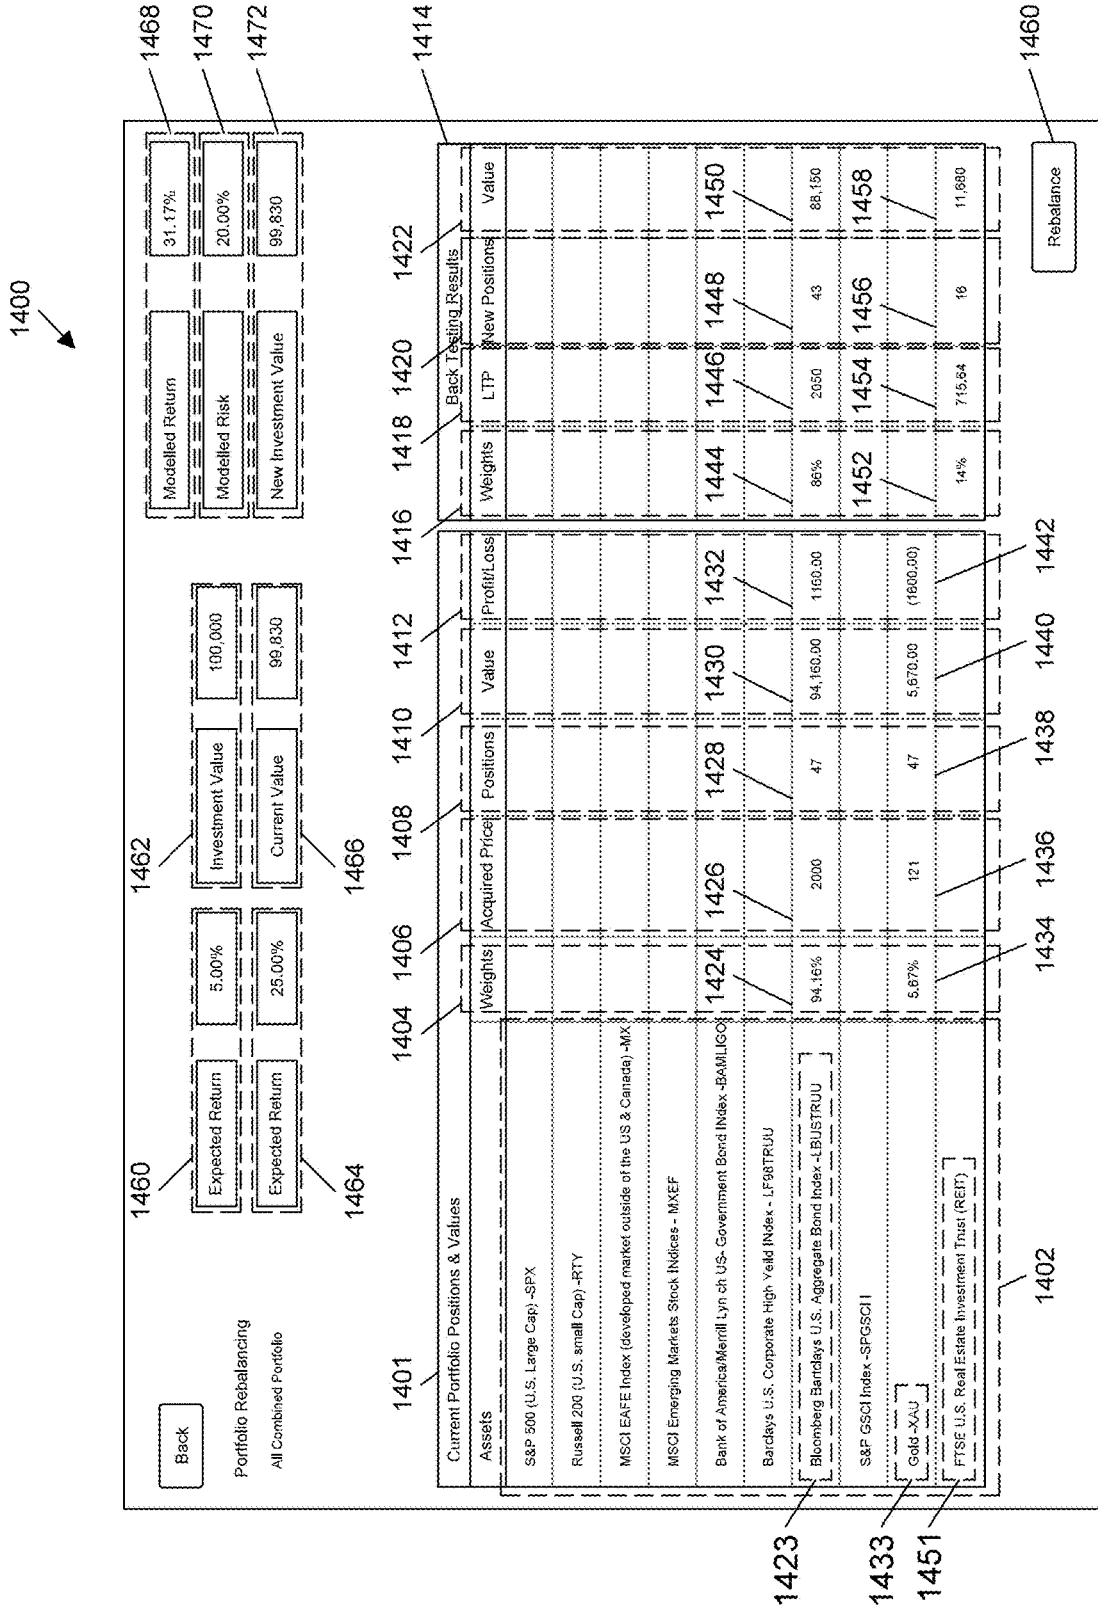 1400
Back
Portfolio Rebalancing
All Combined Portfolio
1460
Expected Return
5.00%
1462
Investment Value
100,000
Modelled Return
31.17%
1468
Modelled Risk
20.00%
1470
Expected Return
25.00%
1464
Current Value
99,830
1466
New Investment Value
99,830
1472
1401
1404
1406
1408
1410
1412
1416
1418
1420
1422
Current Portfolio Positions & Values
Back Testing Results
1414
Assets
Weights
Acquired Price
Positions
Value
Profit/Loss
Weights
LTP
New Positions
Value
S&P 500 (U.S. Large Cap) -SPX
Russell 200 (U.S. small Cap) -RTY
MSCI EAFE Index (developed market outside of the US & Canada) -MX
MSCI Emerging Markets Stock INdices - MXEF
Bank of America/Merrill Lyn ch US- Government Bond Index -BAMLIGO
1424
1426
1428
1430
1432
1444
1446
1448
1450
Barclays U.S. Corporate High Yeild INdex - LF98TRUU
1423
Bloomberg Bartclays U.S. Aggregate Bond Index -LBUSTRUU
94.16%
2000
47
94,160.00
1160.00
86%
2050
43
88,150
S&P GSCI Index -SPGSCI I
1452
1454
1456
1458
1433
Gold -XAU
5.67%
121
47
5,670.00
(1600.00)
1451
FTSE U.S. Real Estate Investment Trust (REIT)
14%
715.64
16
11,680
1402
1434
1436
1438
1440
1442
Rebalance
1460